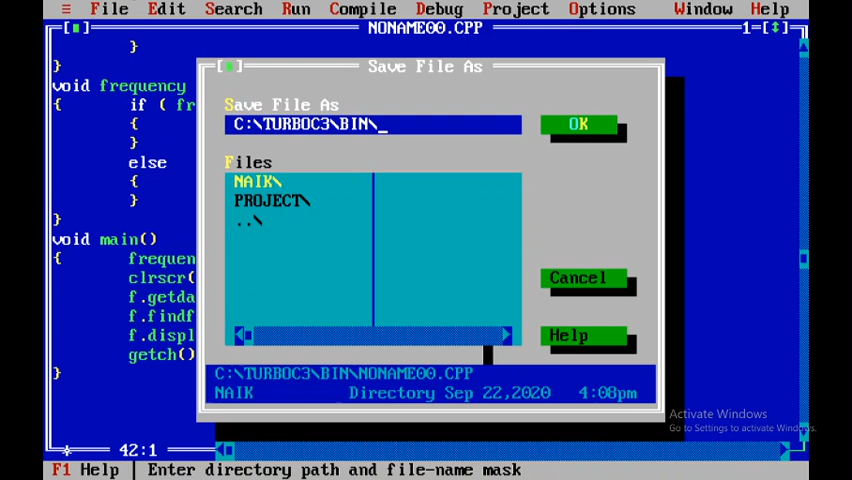 ≡ File Edit Search Run Compile Debug Project Options Window Help
[■] NONAME00.CPP 1=[↕]
}
}
void frequency
{ if ( fr
{
}
else
{
}
}
void main()
{ frequen
clrscr(
f.getda
f.findf
f.displ
getch()
}
[■] Save File As
Save File As
C:\TURBOC3\BIN\_
OK
Files
NAIK\
PROJECT\
..\
Cancel
Help
C:\TURBOC3\BIN\NONAME00.CPP
NAIK Directory Sep 22,2020 4:08pm
Activate Windows
Go to Settings to activate Windows.
* 42:1
F1 Help | Enter directory path and file-name mask